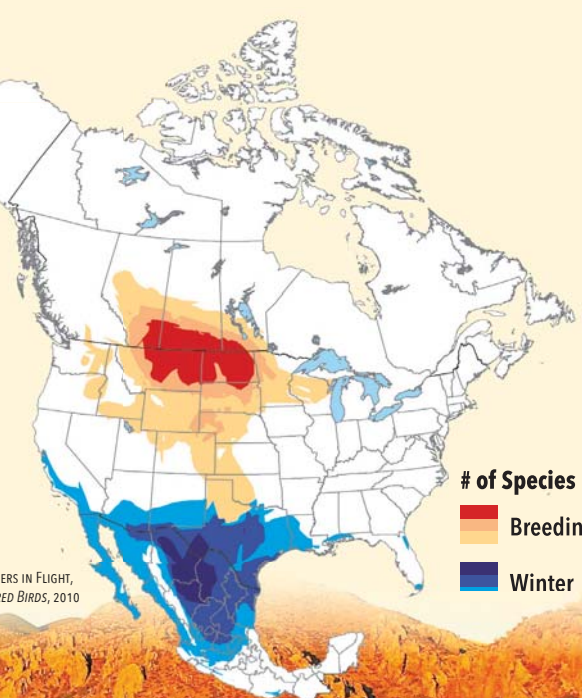 # of Species
Breedin
Winter
ERS IN FLIGHT,
RED BIRDS, 2010